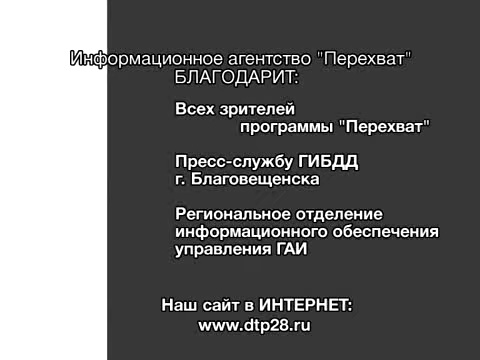 Информационное агентство "Перехват"
БЛАГОДАРИТ:
Всех зрителей
программы "Перехват"
Пресс-службу ГИБДД
г. Благовещенска
Региональное отделение
информационного обеспечения
управления ГАИ
Наш сайт в ИНТЕРНЕТ:
www.dtp28.ru